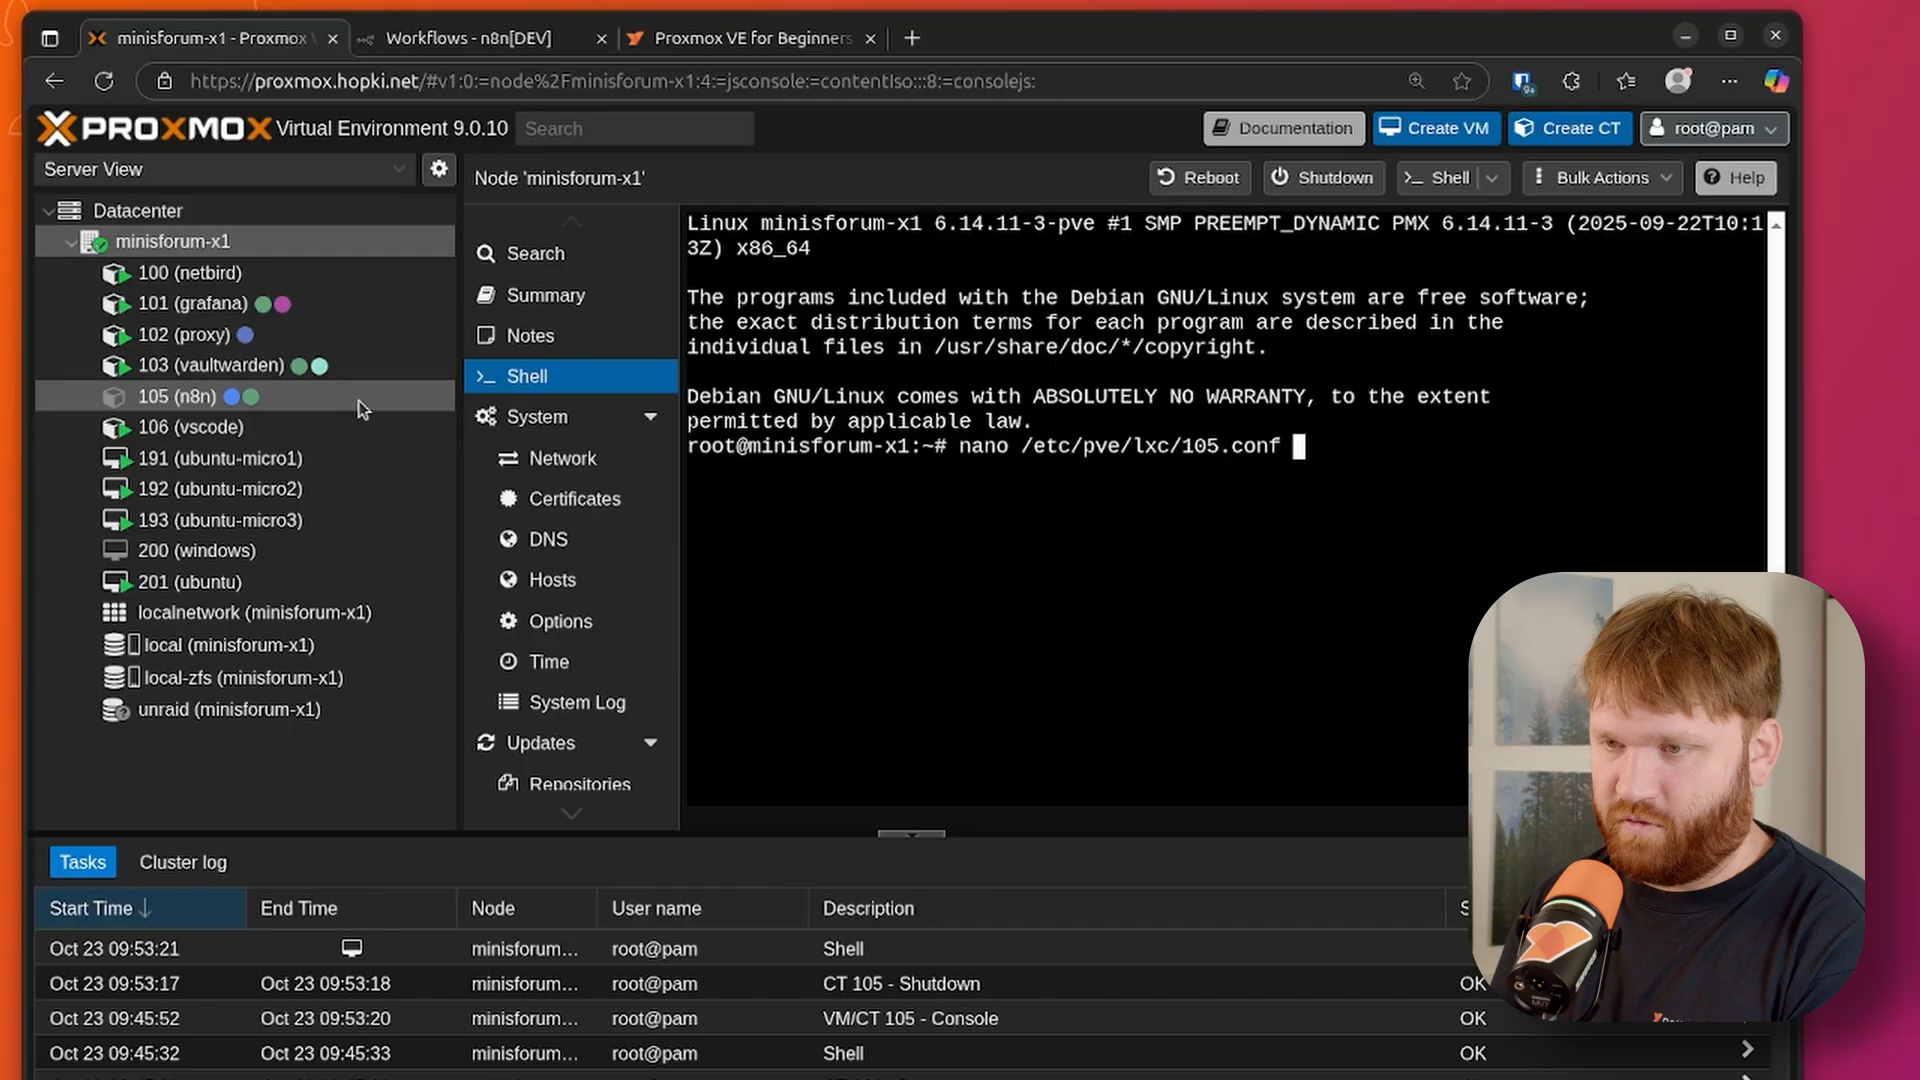 minisforum-x1 - Proxmox
Workflows - n8n[DEV]
Proxmox VE for Beginners
https://proxmox.hopki.net/#v1:0:=node%2Fminisforum-x1:4:=jsconsole:=contentIso:::8:=consolejs:
PROXMOX Virtual Environment 9.0.10
Search
Documentation
Create VM
Create CT
root@pam
Server View
Node 'minisforum-x1'
Reboot
Shutdown
Shell
Bulk Actions
Help
Datacenter
minisforum-x1
100 (netbird)
101 (grafana)
102 (proxy)
103 (vaultwarden)
105 (n8n)
106 (vscode)
191 (ubuntu-micro1)
192 (ubuntu-micro2)
193 (ubuntu-micro3)
200 (windows)
201 (ubuntu)
localnetwork (minisforum-x1)
local (minisforum-x1)
local-zfs (minisforum-x1)
unraid (minisforum-x1)
Search
Summary
Notes
Shell
System
Network
Certificates
DNS
Hosts
Options
Time
System Log
Updates
Repositories
Linux minisforum-x1 6.14.11-3-pve #1 SMP PREEMPT_DYNAMIC PMX 6.14.11-3 (2025-09-22T10:1
3Z) x86_64
The programs included with the Debian GNU/Linux system are free software;
the exact distribution terms for each program are described in the
individual files in /usr/share/doc/*/copyright.
Debian GNU/Linux comes with ABSOLUTELY NO WARRANTY, to the extent
permitted by applicable law.
root@minisforum-x1:~# nano /etc/pve/lxc/105.conf
Tasks
Cluster log
Start Time
End Time
Node
User name
Description
Oct 23 09:53:21
minisforum...
root@pam
Shell
Oct 23 09:53:17
Oct 23 09:53:18
minisforum...
root@pam
CT 105 - Shutdown
OK
Oct 23 09:45:52
Oct 23 09:53:20
minisforum...
root@pam
VM/CT 105 - Console
OK
Oct 23 09:45:32
Oct 23 09:45:33
minisforum...
root@pam
Shell
OK